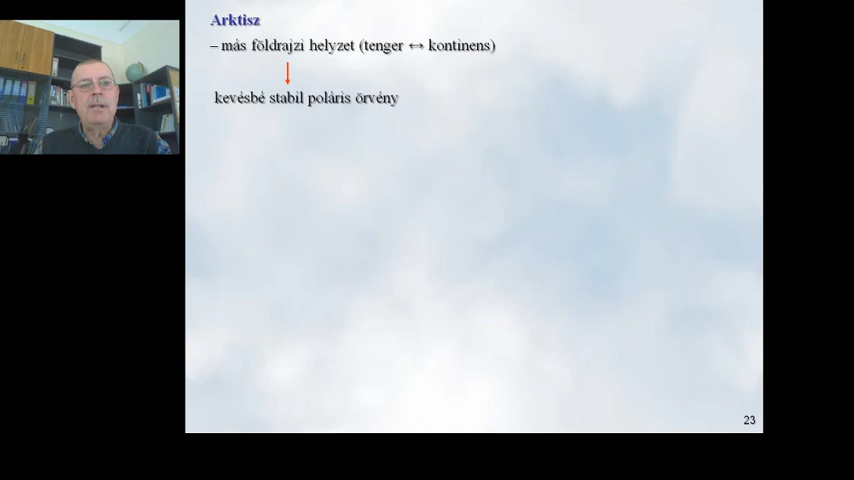 Arktisz
– más földrajzi helyzet (tenger ↔ kontinens)
kevésbé stabil poláris örvény
23